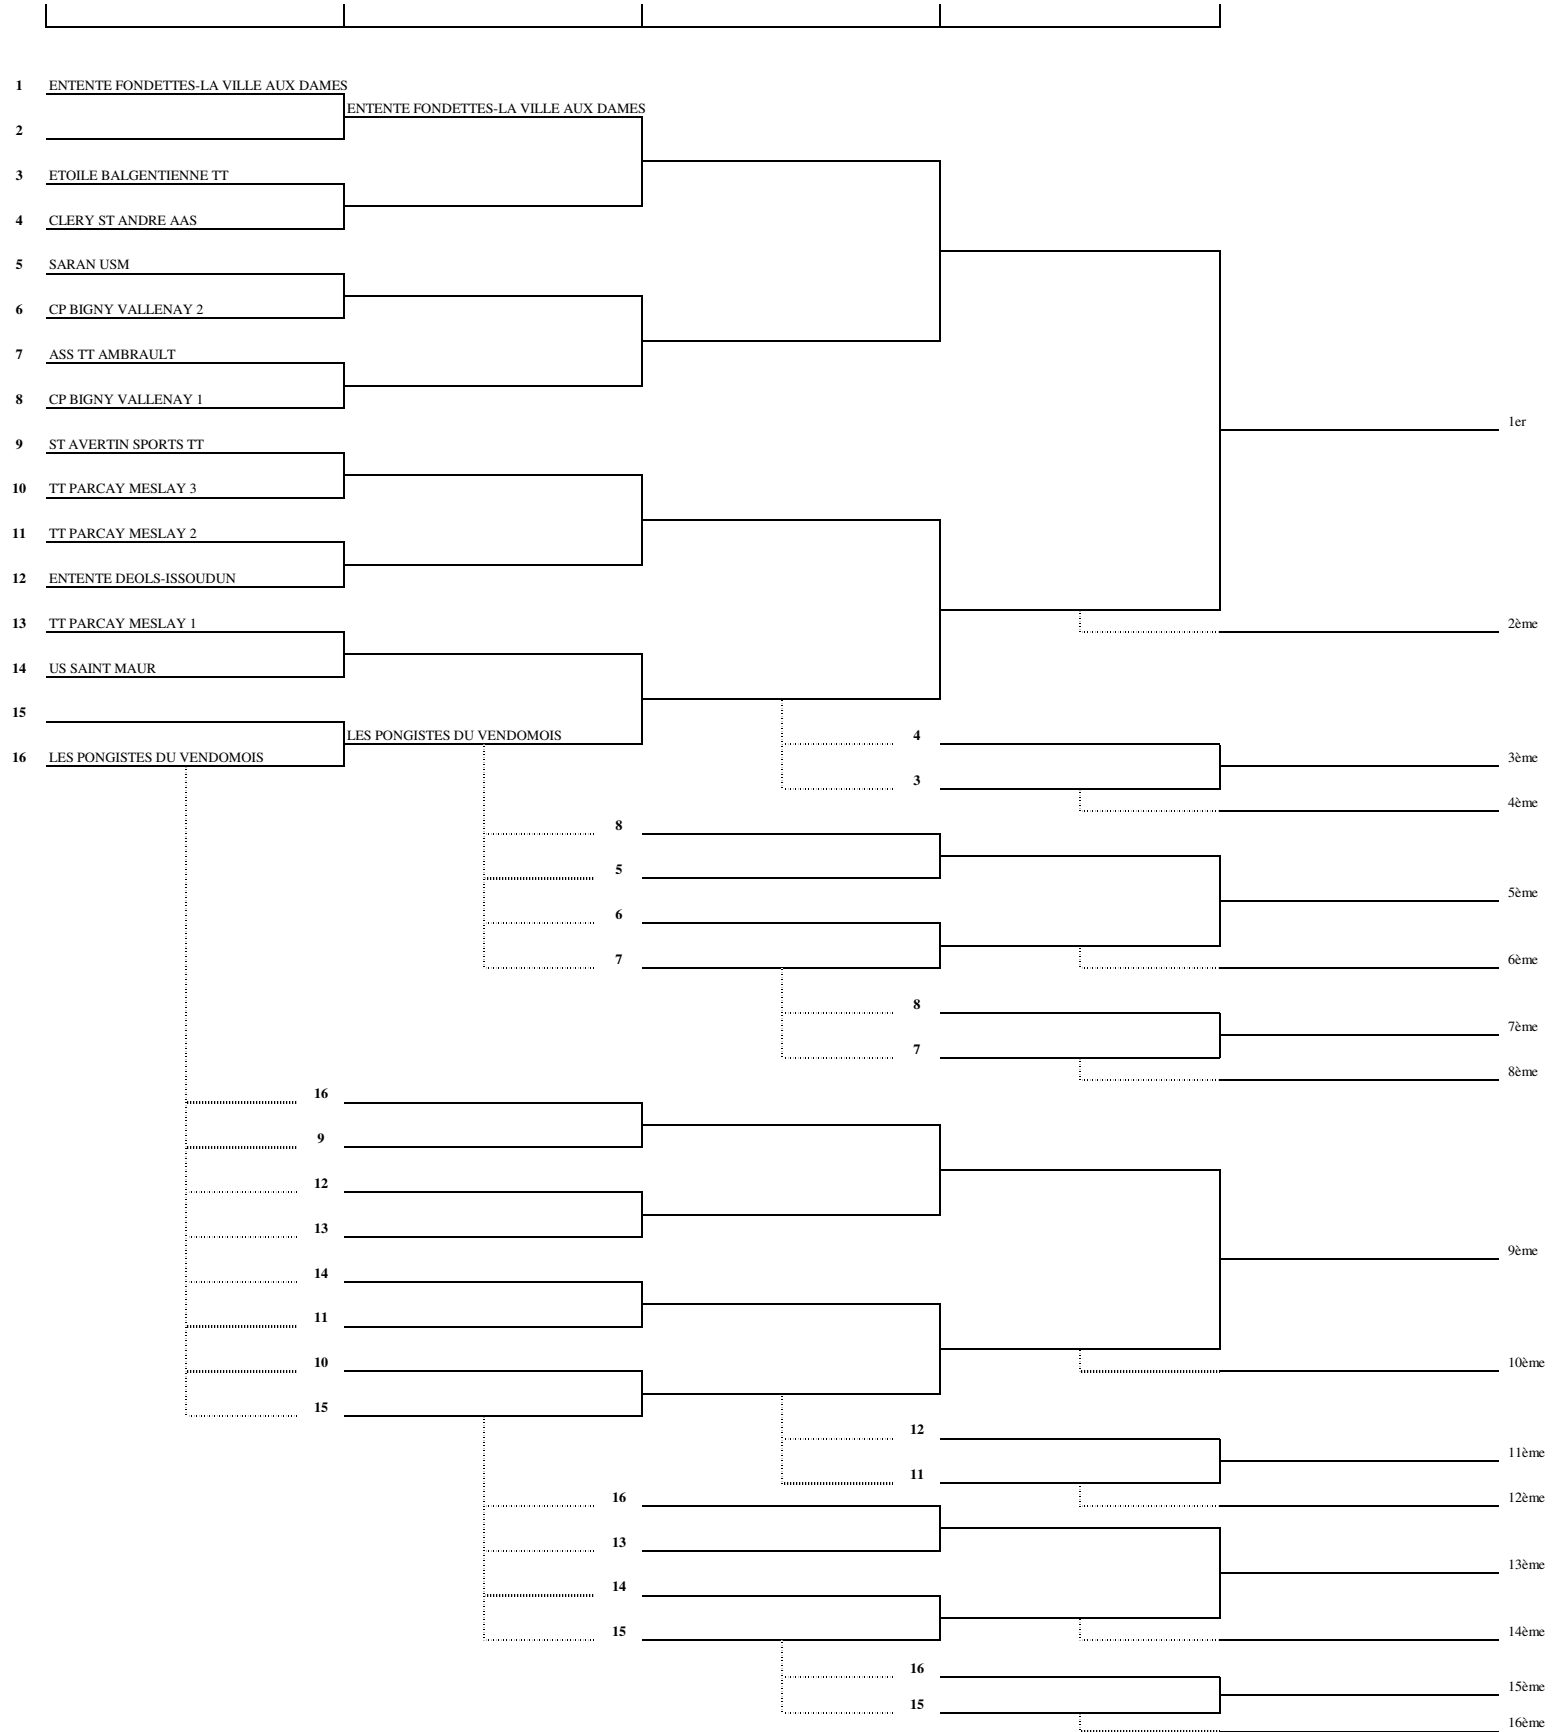 1 ENTENTE FONDETTES-LA VILLE AUX DAMES
ENTENTE FONDETTES-LA VILLE AUX DAMES
2
3 ETOILE BALGENTIENNE TT
4 CLERY ST ANDRE AAS
5 SARAN USM
6 CP BIGNY VALLENAY 2
7 ASS TT AMBRAULT
8 CP BIGNY VALLENAY 1
1er
9 ST AVERTIN SPORTS TT
10 TT PARCAY MESLAY 3
11 TT PARCAY MESLAY 2
12 ENTENTE DEOLS-ISSOUDUN
13 TT PARCAY MESLAY 1
2ème
14 US SAINT MAUR
15
LES PONGISTES DU VENDOMOIS
4
16 LES PONGISTES DU VENDOMOIS
3ème
3
4ème
8
5
5ème
6
7
6ème
8
7ème
7
8ème
16
9
12
13
9ème
14
11
10
10ème
15
12
11ème
11
16
12ème
13
13ème
14
15
14ème
16
15ème
15
16ème